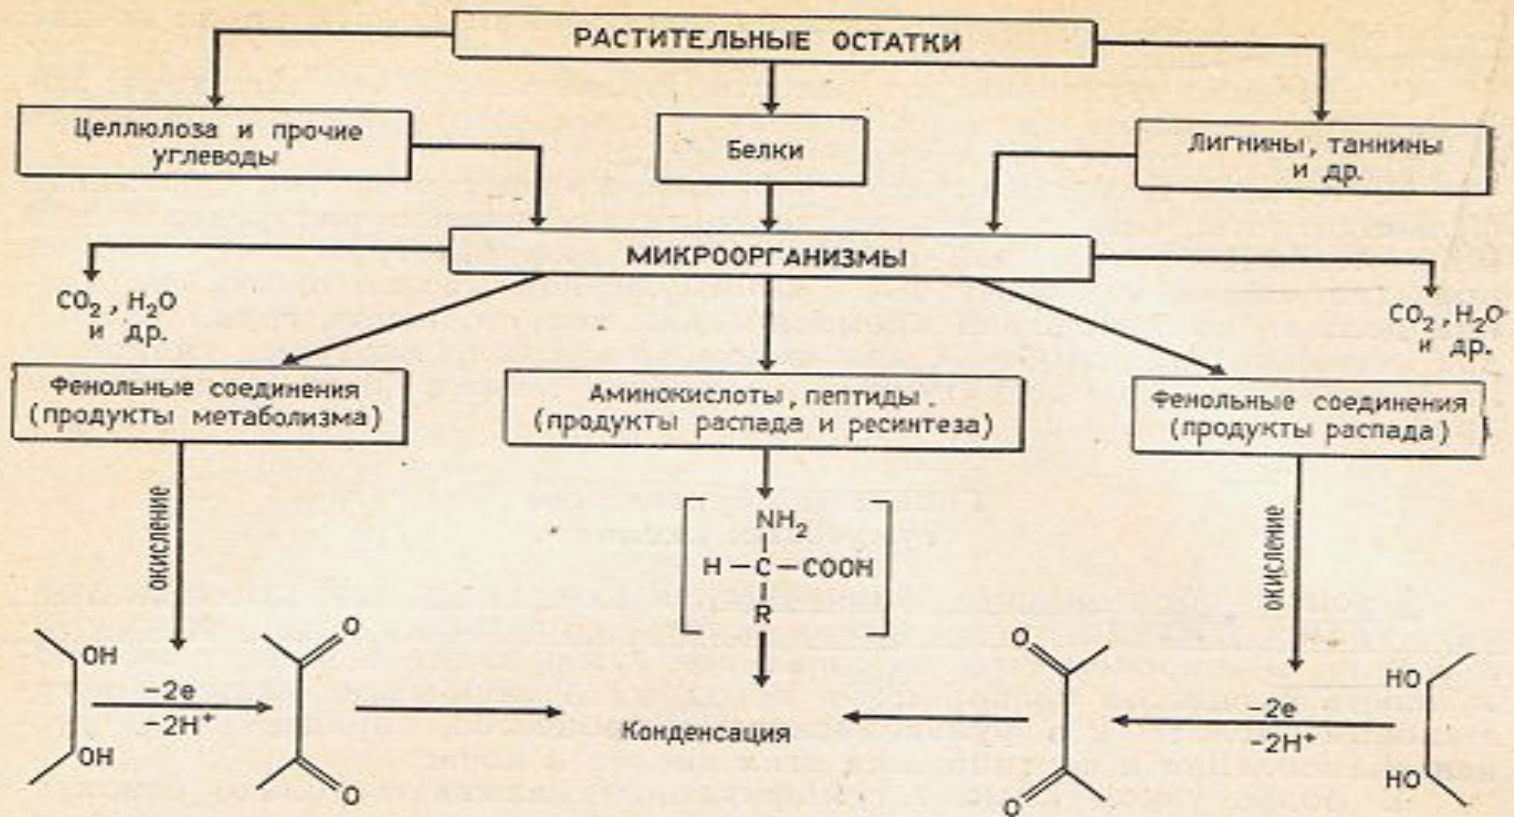 РАСТИТЕЛЬНЫЕ ОСТАТКИ
Целлюлоза и прочие
углеводы
Белки
Лигнины, таннины
и др.
МИКРООРГАНИЗМЫ
CO₂, H₂O
и др.
CO₂, H₂O
и др.
Фенольные соединения
(продукты метаболизма)
Аминокислоты, пептиды.
(продукты распада и ресинтеза)
Фенольные соединения
(продукты распада)
окисление
NH₂
H — C — COOH
R
окисление
OH
OH
−2e
−2H⁺
O
O
Конденсация
O
O
−2e
−2H⁺
HO
HO